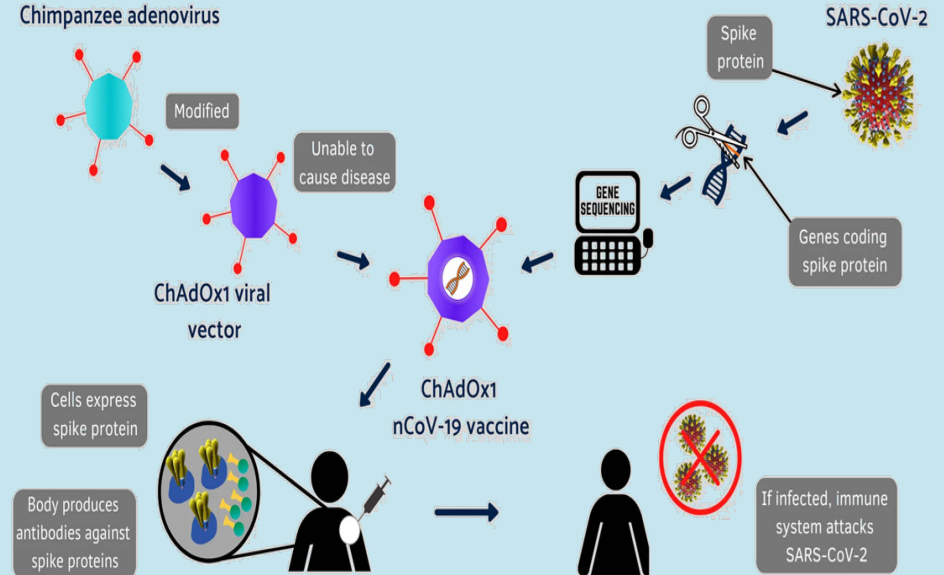 Chimpanzee adenovirus
SARS-CoV-2
Spike
protein
Modified
Unable to
cause disease
GENE
SEQUENCING
Genes coding
spike protein
ChAdOx1 viral
vector
ChAdOx1
nCoV-19 vaccine
Cells express
spike protein
Body produces
antibodies against
spike proteins
If infected, immune
system attacks
SARS-CoV-2